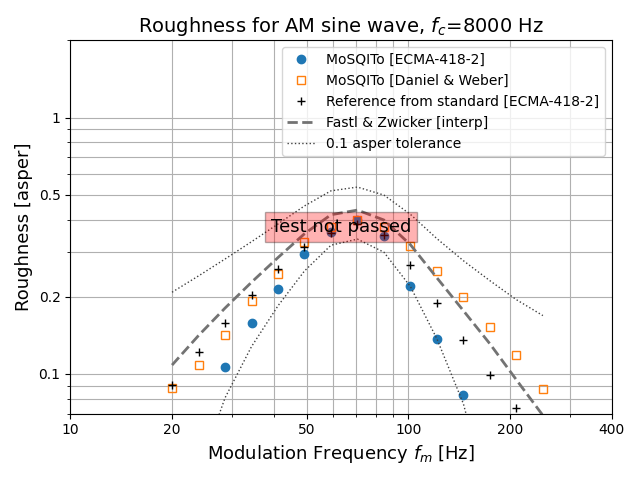 Roughness for AM sine wave, f_c=8000 Hz
MoSQITo [ECMA-418-2]
MoSQITo [Daniel & Weber]
Reference from standard [ECMA-418-2]
Fastl & Zwicker [interp]
0.1 asper tolerance
1
0.5
0.2
0.1
Roughness [asper]
Test not passed
10 20 50 100 200 400
Modulation Frequency f_m [Hz]